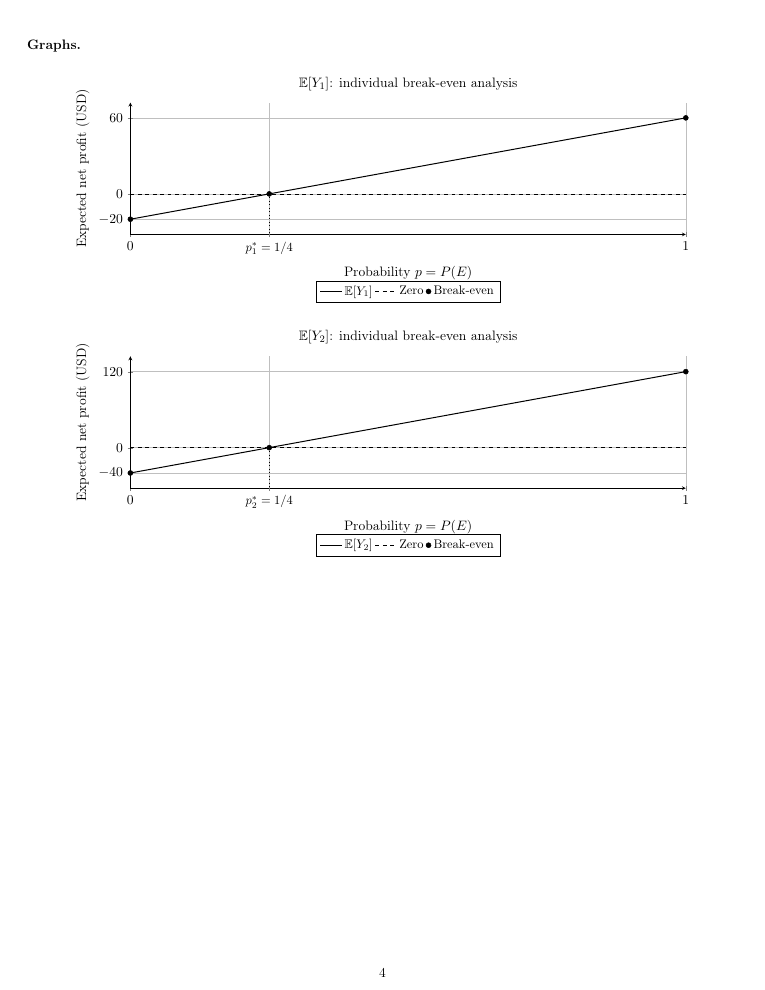 Graphs.
𝔼[Y₁]: individual break-even analysis
Expected net profit (USD)
60
0
−20
0
p₁* = 1/4
1
Probability p = P(E)
𝔼[Y₁] Zero Break-even
𝔼[Y₂]: individual break-even analysis
Expected net profit (USD)
120
0
−40
0
p₂* = 1/4
1
Probability p = P(E)
𝔼[Y₂] Zero Break-even
4